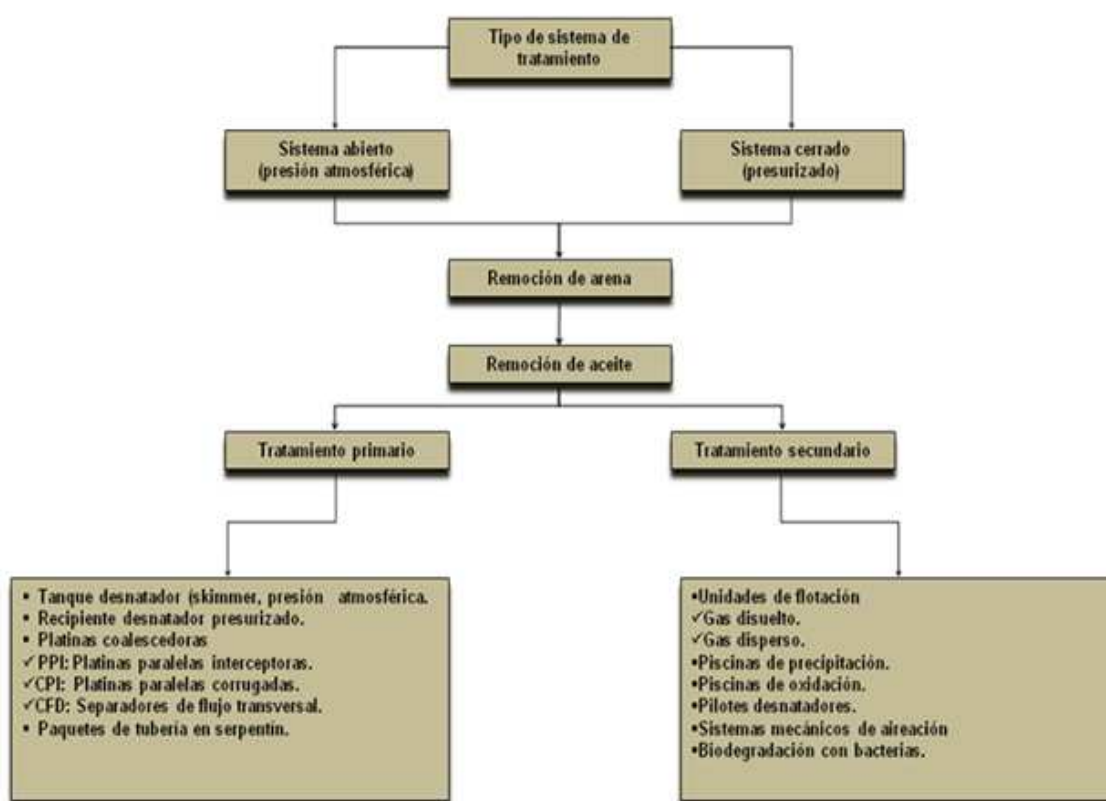 Tipo de sistema de
tratamiento
Sistema abierto
(presión atmosférica)
Sistema cerrado
(presurizado)
Remoción de arena
Remoción de aceite
Tratamiento primario
Tratamiento secundario
▪ Tanque desnatador (skimmer, presión atmosférica.
▪ Recipiente desnatador presurizado.
▪ Platinas coalescedoras
✓PPI: Platinas paralelas interceptoras.
✓CPI: Platinas paralelas corrugadas.
✓CFD: Separadores de flujo transversal.
▪ Paquetes de tubería en serpentín.
▪Unidades de flotación
✓Gas disuelto.
✓Gas disperso.
▪Piscinas de precipitación.
▪Piscinas de oxidación.
▪Pilotes desnatadores.
▪Sistemas mecánicos de aireación
▪Biodegradación con bacterias.